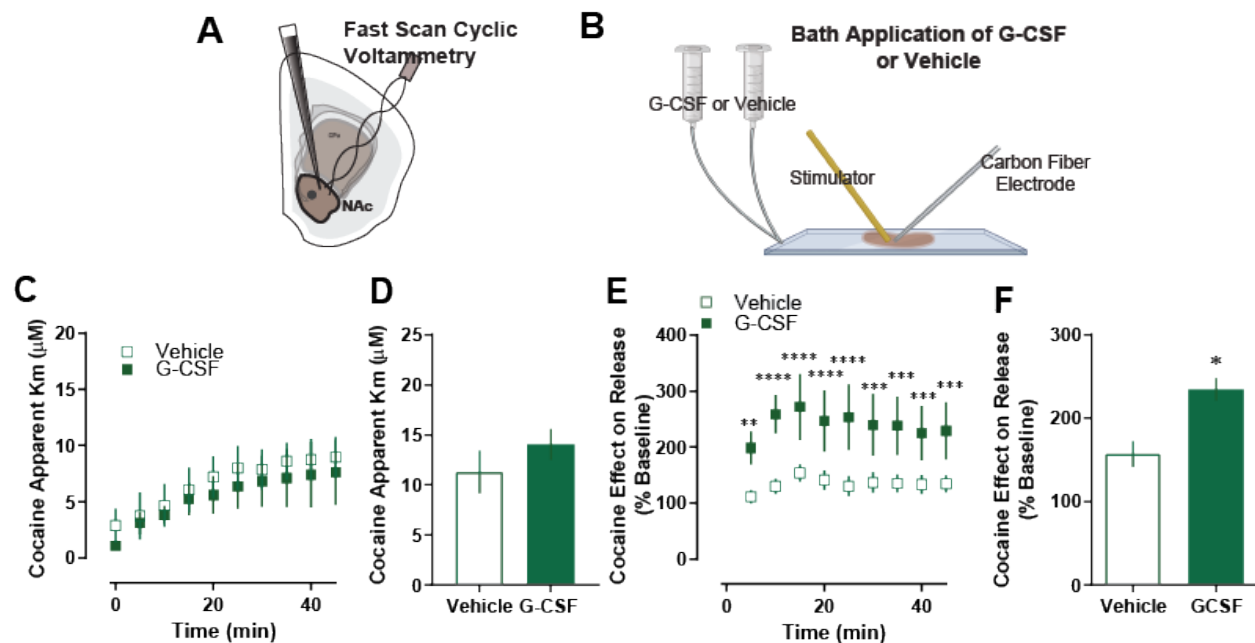 A
Fast Scan Cyclic
Voltammetry
CPu
NAc
B
Bath Application of G-CSF
or Vehicle
G-CSF or Vehicle
Stimulator
Carbon Fiber
Electrode
C
Vehicle
G-CSF
Cocaine Apparent Km (μM)
20
15
10
5
0
0
20
40
Time (min)
D
Cocaine Apparent Km (μM)
25
20
15
10
5
0
Vehicle
G-CSF
E
Vehicle
G-CSF
Cocaine Effect on Release
(% Baseline)
400
300
200
100
0
**
****
****
****
****
****
***
***
***
***
0
20
40
Time (min)
F
Cocaine Effect on Release
(% Baseline)
300
200
100
0
*
Vehicle
GCSF